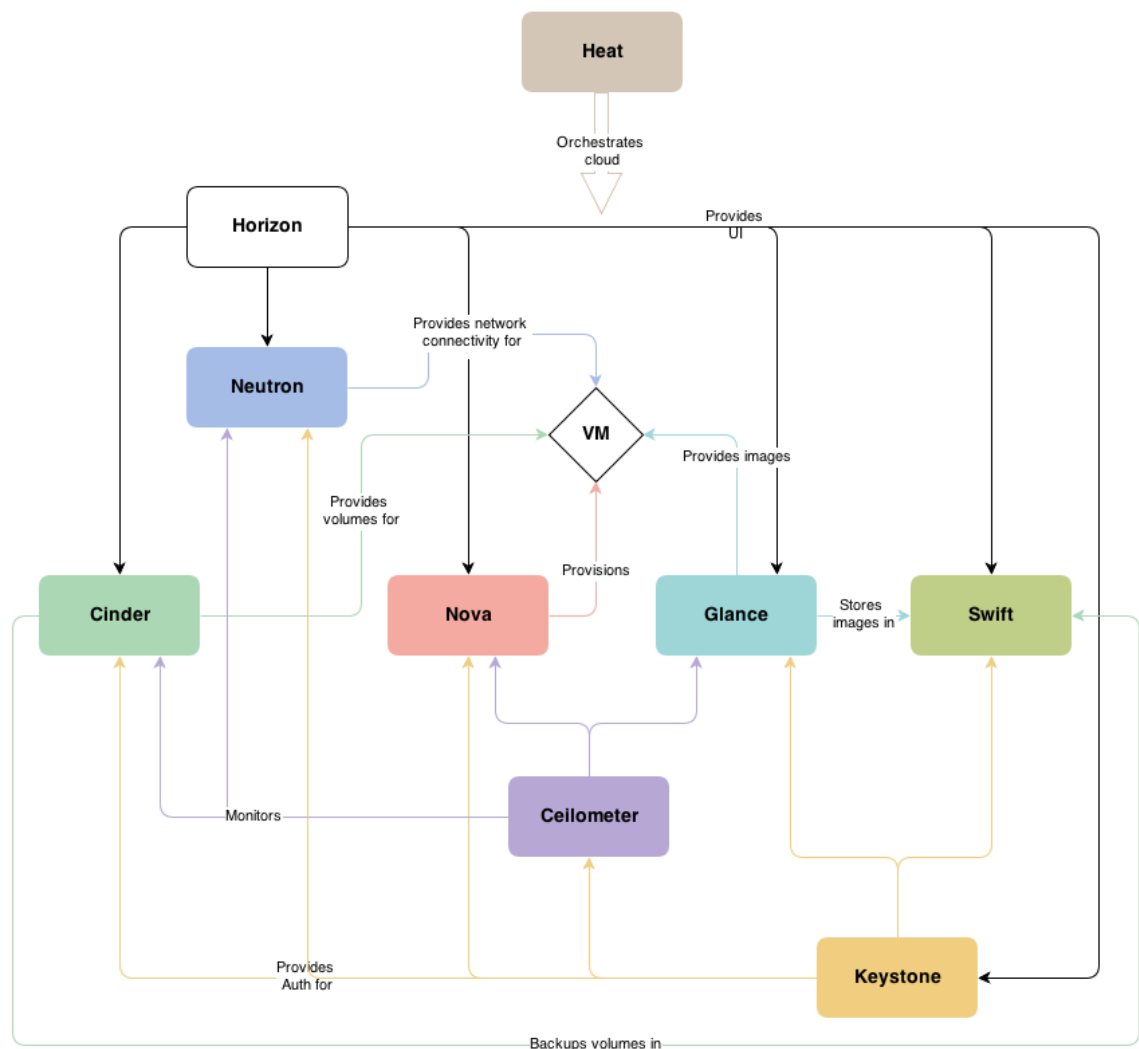 Heat
Orchestrates
cloud
Provides
UI
Horizon
Provides network
connectivity for
Neutron
VM
Provides images
Provides
volumes for
Provisions
Cinder
Nova
Glance
Stores
images in
Swift
Ceilometer
Monitors
Provides
Auth for
Keystone
Backups volumes in